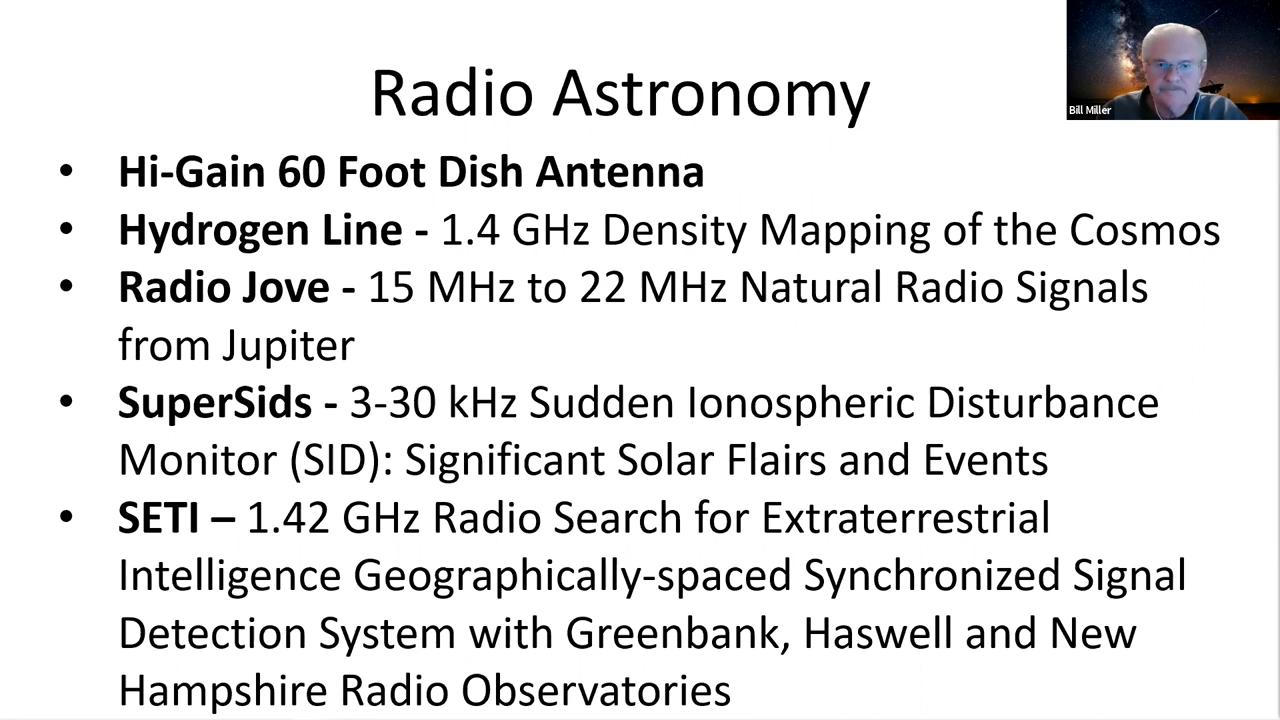 Radio Astronomy
Bill Miller
• Hi-Gain 60 Foot Dish Antenna
• Hydrogen Line - 1.4 GHz Density Mapping of the Cosmos
• Radio Jove - 15 MHz to 22 MHz Natural Radio Signals
from Jupiter
• SuperSids - 3-30 kHz Sudden Ionospheric Disturbance
Monitor (SID): Significant Solar Flairs and Events
• SETI – 1.42 GHz Radio Search for Extraterrestrial
Intelligence Geographically-spaced Synchronized Signal
Detection System with Greenbank, Haswell and New
Hampshire Radio Observatories